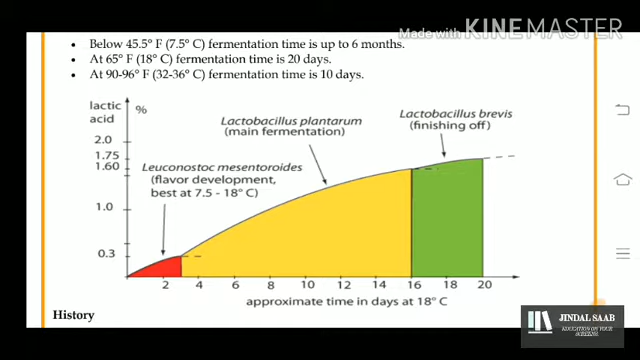 Made with KINEMASTER
• Below 45.5° F (7.5° C) fermentation time is up to 6 months.
• At 65° F (18° C) fermentation time is 20 days.
• At 90-96° F (32-36° C) fermentation time is 10 days.
lactic acid %
2.0
1.75
1.60
1.0
0.3
Leuconostoc mesentoroides
(flavor development,
best at 7.5 - 18° C)
Lactobacillus plantarum
(main fermentation)
Lactobacillus brevis
(finishing off)
2 4 6 8 10 12 14 16 18 20
approximate time in days at 18° C
History
JINDAL SAAB
EDUCATION ON YOUR
SCREENS.